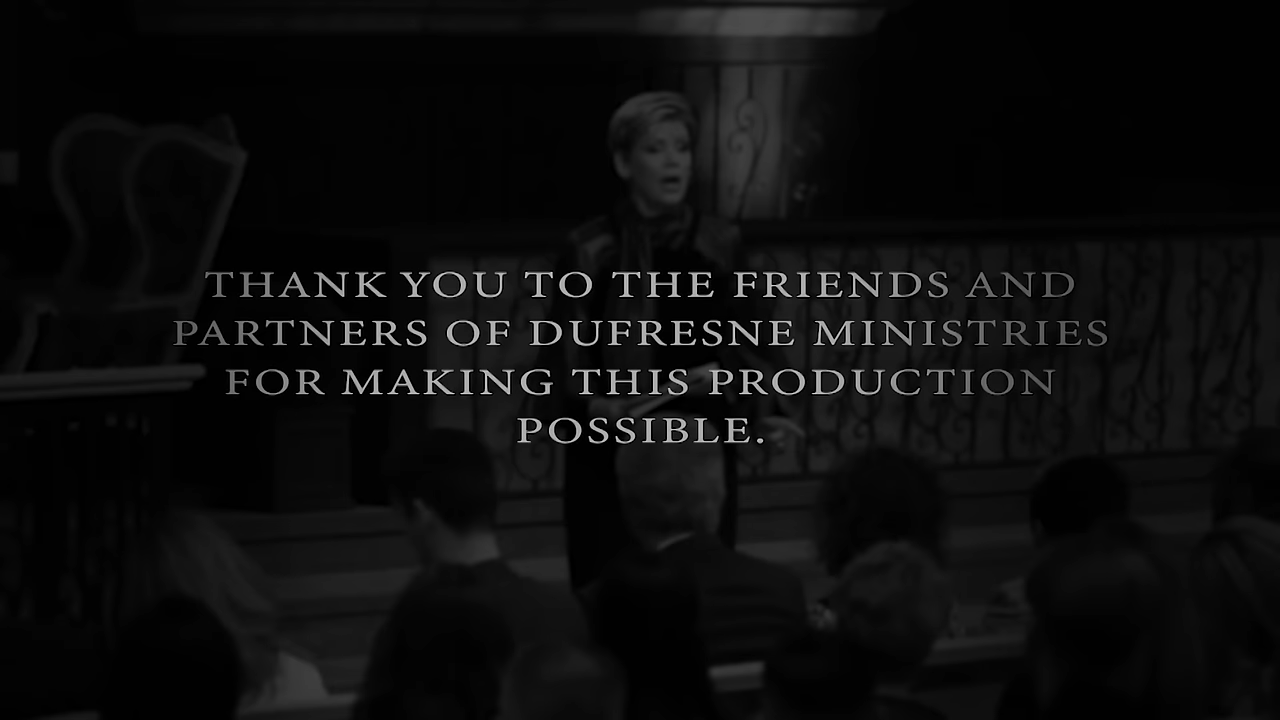 THANK YOU TO THE FRIENDS AND
PARTNERS OF DUFRESNE MINISTRIES
FOR MAKING THIS PRODUCTION
POSSIBLE.